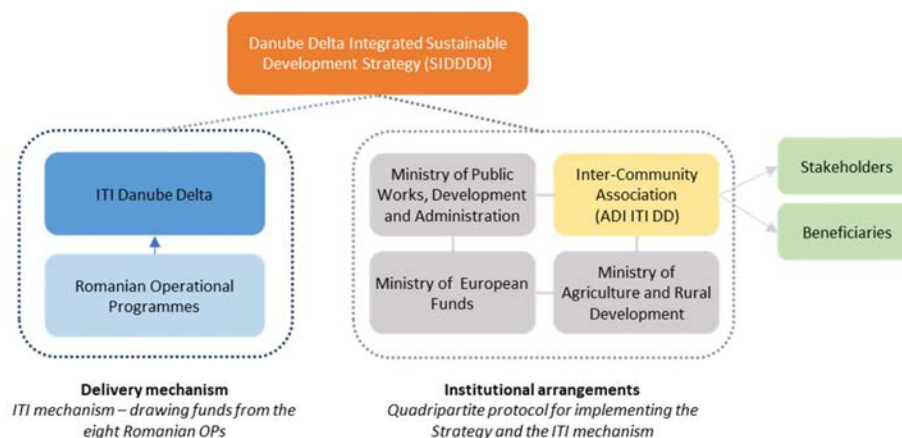 Danube Delta Integrated Sustainable
Development Strategy (SIDDDD)
ITI Danube Delta
Romanian Operational
Programmes
Ministry of Public
Works, Development
and Administration
Inter-Community
Association
(ADI ITI DD)
Ministry of European
Funds
Ministry of
Agriculture and Rural
Development
Stakeholders
Beneficiaries
Delivery mechanism
ITI mechanism – drawing funds from the
eight Romanian OPs
Institutional arrangements
Quadripartite protocol for implementing the
Strategy and the ITI mechanism